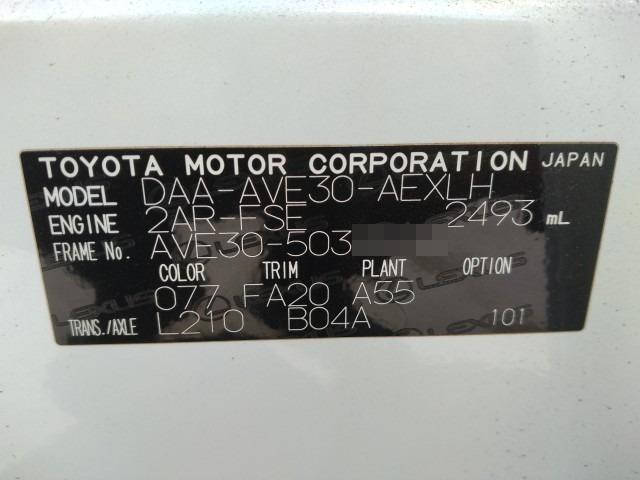 TOYOTA MOTOR CORPORATION JAPAN
MODEL DAA-AVE30-AEXLH
ENGINE 2AR-FSE 2493 mL
FRAME No. AVE30-503
COLOR TRIM PLANT OPTION
077 FA20 A55
TRANS./AXLE L210 B04A 101